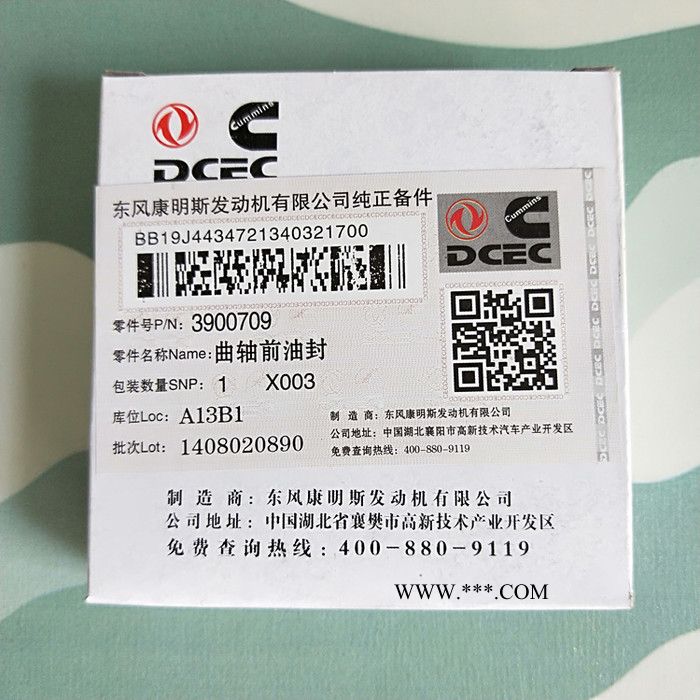 Cummins
DCEC
东风康明斯发动机有限公司纯正备件
BB19J4434721340321700
Cummins
DCEC
零件号P/N: 3900709
零件名称Name: 曲轴前油封
包装数量SNP: 1 X003
库位Loc: A13B1
批次Lot: 1408020890
制 造 商: 东风康明斯发动机有限公司
公司地址: 中国湖北襄阳市高新技术汽车产业开发区
免费查询热线: 400-880-9119
制 造 商: 东风康明斯发动机有限公司
公司地址: 中国湖北省襄樊市高新技术产业开发区
免费查询热线: 400-880-9119
WWW.***.COM